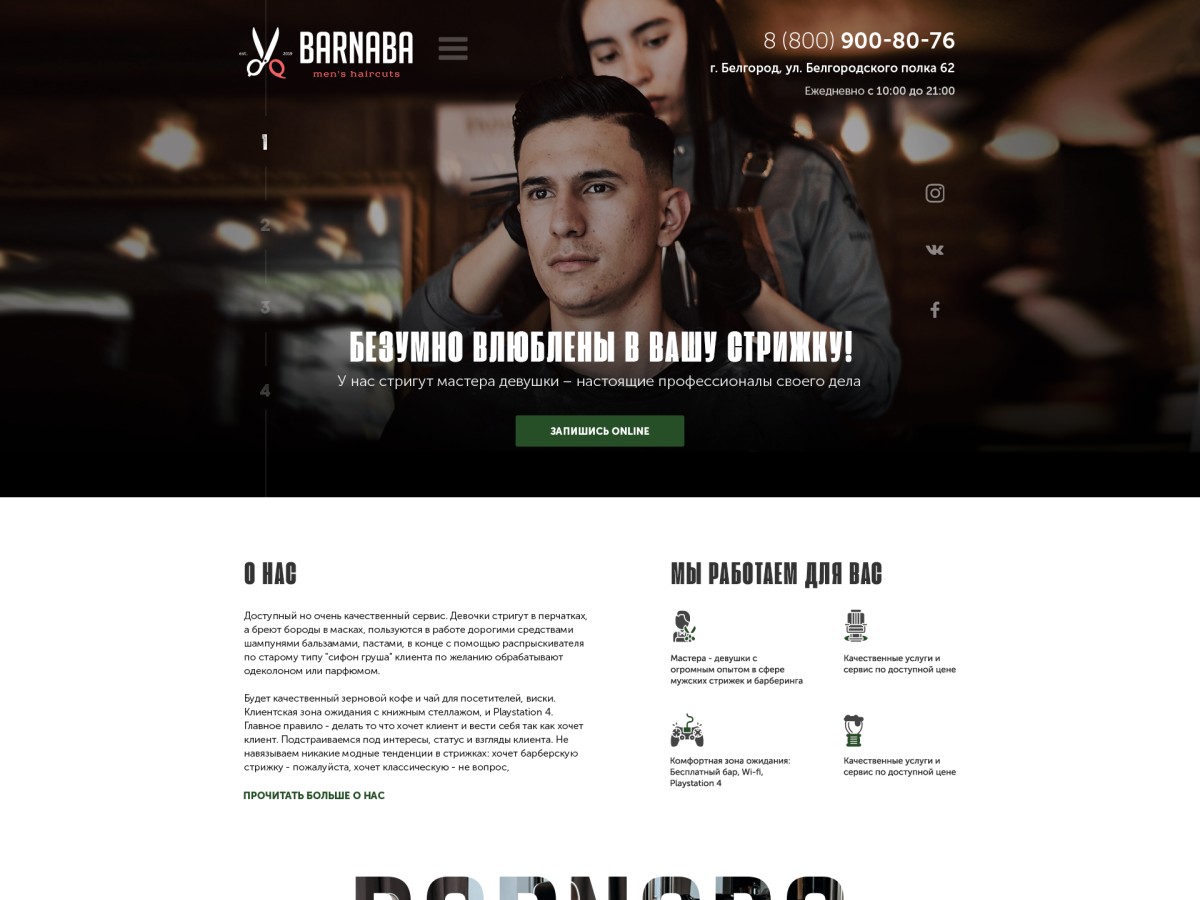 est.
2019
BARNABA
men's haircuts
8 (800) 900-80-76
г. Белгород, ул. Белгородского полка 62
Ежедневно с 10:00 до 21:00
1
2
3
4
БЕЗУМНО ВЛЮБЛЕНЫ В ВАШУ СТРИЖКУ!
У нас стригут мастера девушки – настоящие профессионалы своего дела
ЗАПИШИСЬ ONLINE
О НАС
Доступный но очень качественный сервис. Девочки стригут в перчатках,
а бреют бороды в масках, пользуются в работе дорогими средствами
шампунями бальзамами, пастами, в конце с помощью распрыскивателя
по старому типу "сифон груша" клиента по желанию обрабатывают
одеколоном или парфюмом.
Будет качественный зерновой кофе и чай для посетителей, виски.
Клиентская зона ожидания с книжным стеллажом, и Playstation 4.
Главное правило - делать то что хочет клиент и вести себя так как хочет
клиент. Подстраиваемся под интересы, статус и взгляды клиента. Не
навязываем никакие модные тенденции в стрижках: хочет барберскую
стрижку - пожалуйста, хочет классическую - не вопрос,
ПРОЧИТАТЬ БОЛЬШЕ О НАС
МЫ РАБОТАЕМ ДЛЯ ВАС
Мастера - девушки с
огромным опытом в сфере
мужских стрижек и барберинга
Качественные услуги и
сервис по доступной цене
Комфортная зона ожидания:
Бесплатный бар, Wi-fi,
Playstation 4
Качественные услуги и
сервис по доступной цене